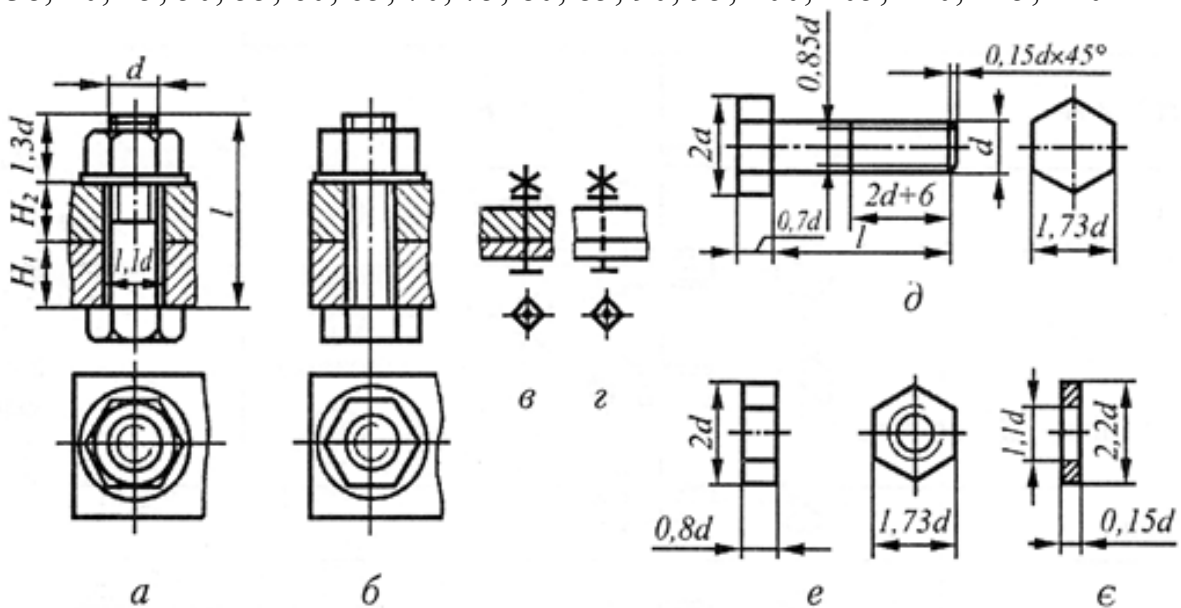 d
1,3d
H₂
H₁
l
1,1d
а
б
в г
0.85d
0,15d×45°
2d
d
2d+6
0,7d
l
1,73d
д
2d
0,8d
1,73d
е
1,1d
2,2d
0,15d
є